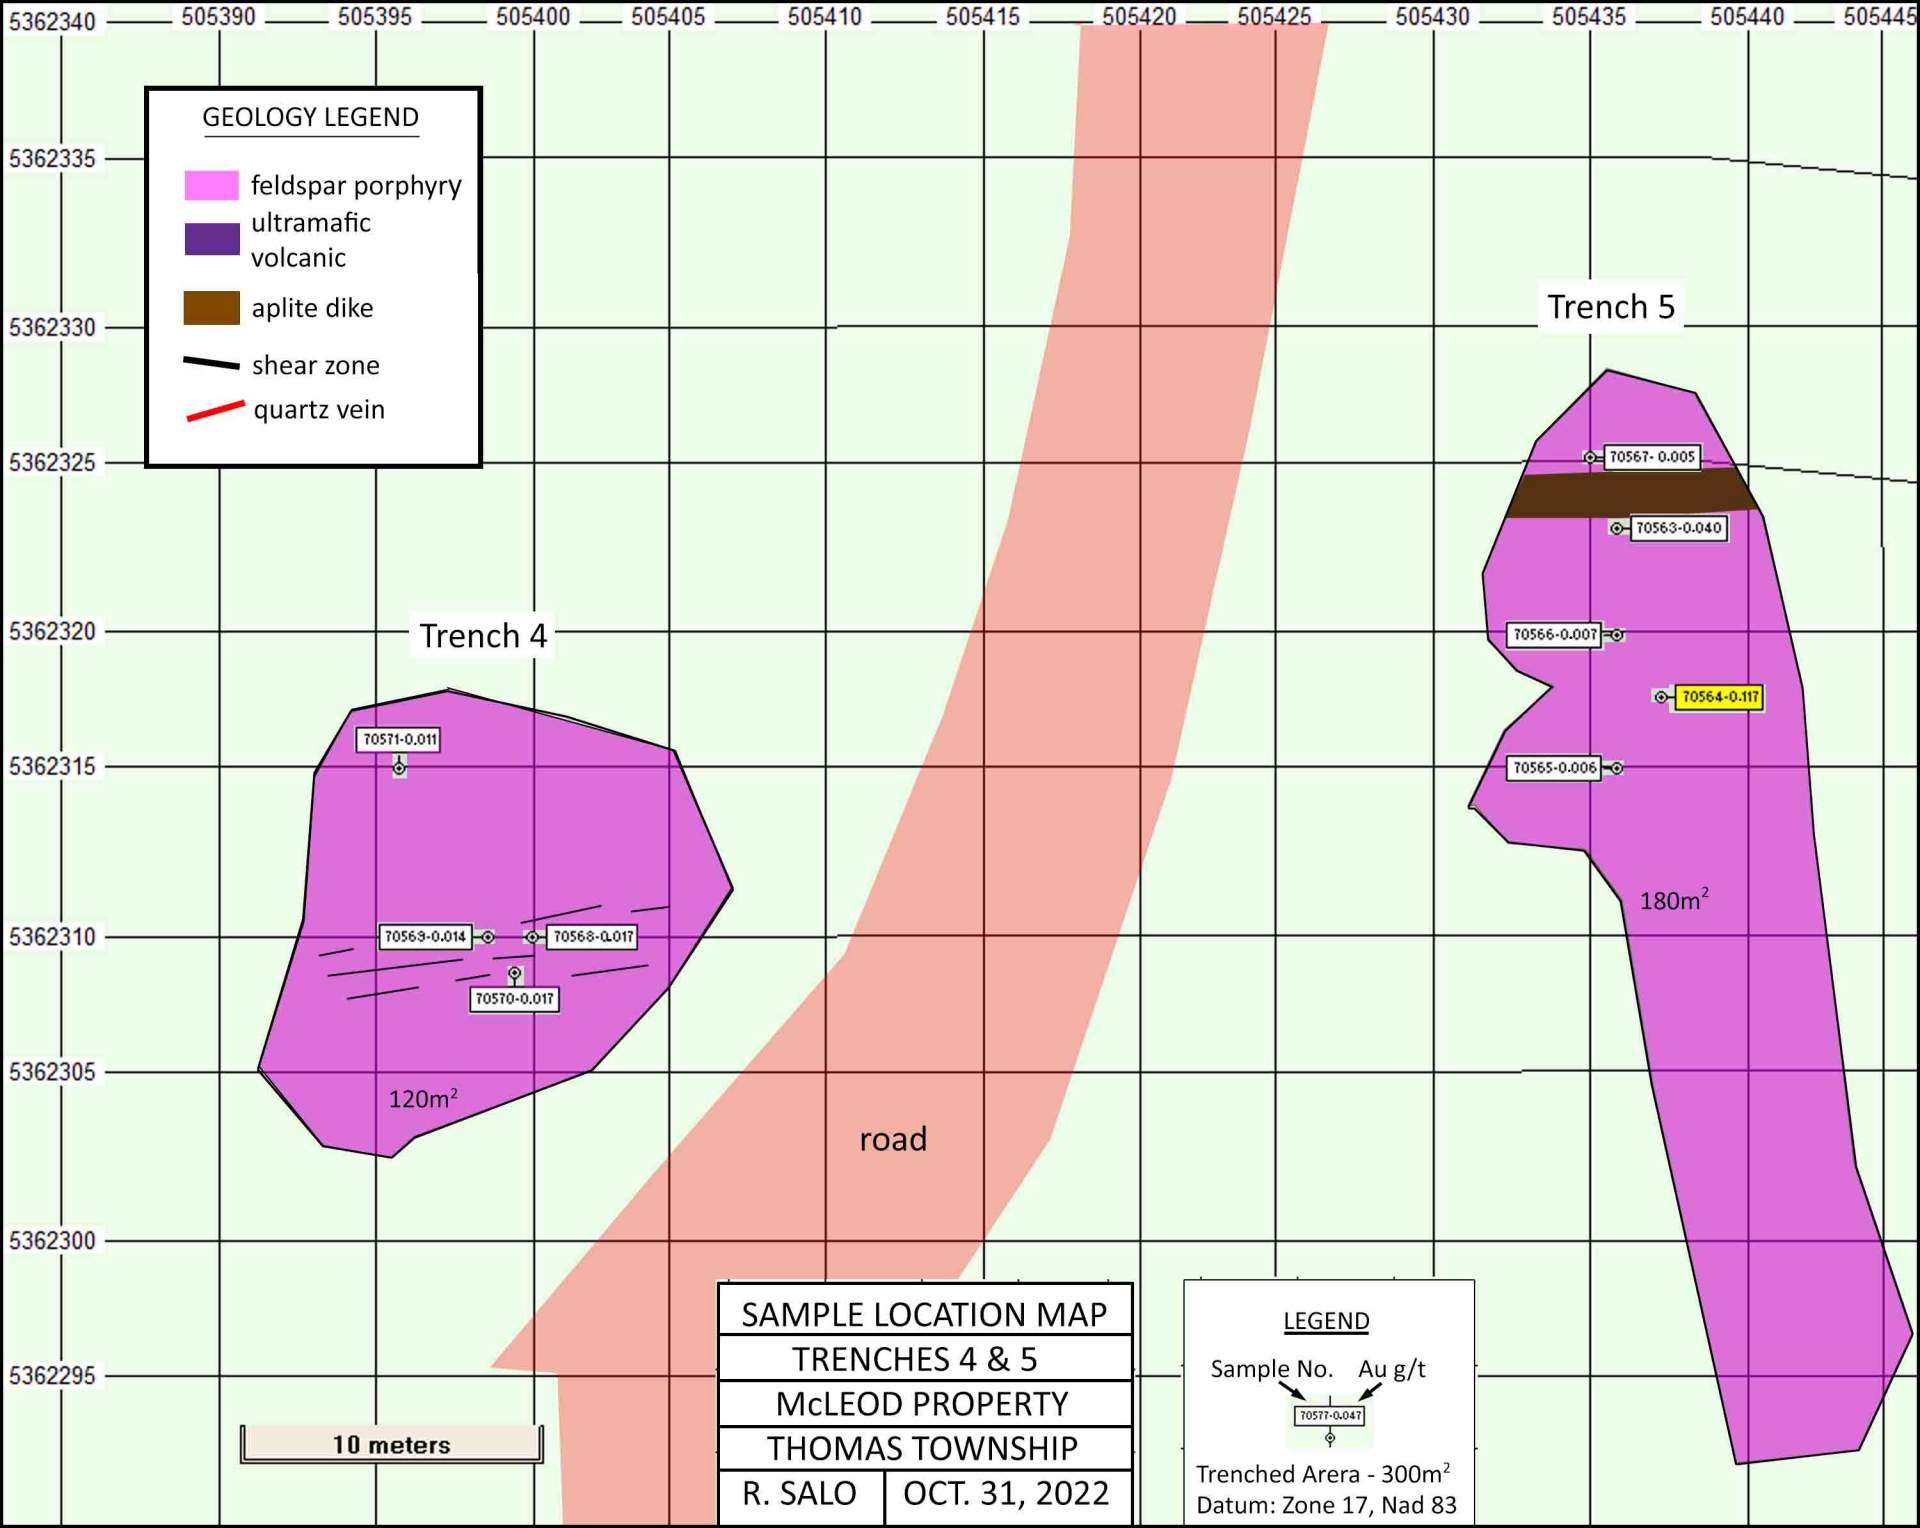 505390 505395 505400 505405 505410 505415 505420 505425 505430 505435 505440 505445
5362340
5362335
5362330
5362325
5362320
5362315
5362310
5362305
5362300
5362295
GEOLOGY LEGEND
feldspar porphyry
ultramafic
volcanic
aplite dike
shear zone
quartz vein
Trench 5
70567- 0.005
70563-0.040
70566-0.007
70564-0.117
70565-0.006
180m²
Trench 4
70571-0.011
70569-0.014
70568-0.017
70570-0.017
120m²
road
10 meters
SAMPLE LOCATION MAP
TRENCHES 4 & 5
McLEOD PROPERTY
THOMAS TOWNSHIP
R. SALO OCT. 31, 2022
LEGEND
Sample No. Au g/t
70577-0.047
Trenched Arera - 300m²
Datum: Zone 17, Nad 83